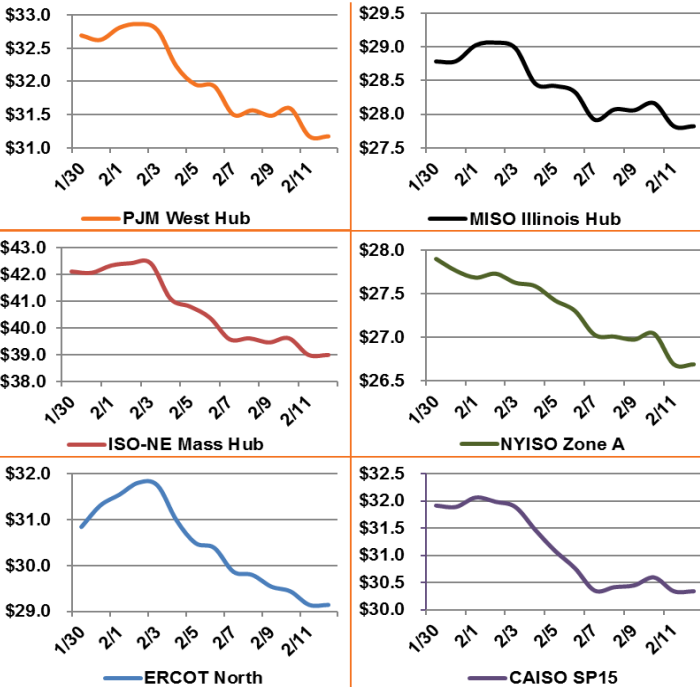 $33.0
$32.5
$32.0
$31.5
$31.0
1/30 2/1 2/3 2/5 2/7 2/9 2/11
PJM West Hub
$29.5
$29.0
$28.5
$28.0
$27.5
1/30 2/1 2/3 2/5 2/7 2/9 2/11
MISO Illinois Hub
$43.0
$42.0
$41.0
$40.0
$39.0
$38.0
1/30 2/1 2/3 2/5 2/7 2/9 2/11
ISO-NE Mass Hub
$28.0
$27.5
$27.0
$26.5
1/30 2/1 2/3 2/5 2/7 2/9 2/11
NYISO Zone A
$32.0
$31.0
$30.0
$29.0
1/30 2/1 2/3 2/5 2/7 2/9 2/11
ERCOT North
$32.5
$32.0
$31.5
$31.0
$30.5
$30.0
1/30 2/1 2/3 2/5 2/7 2/9 2/11
CAISO SP15